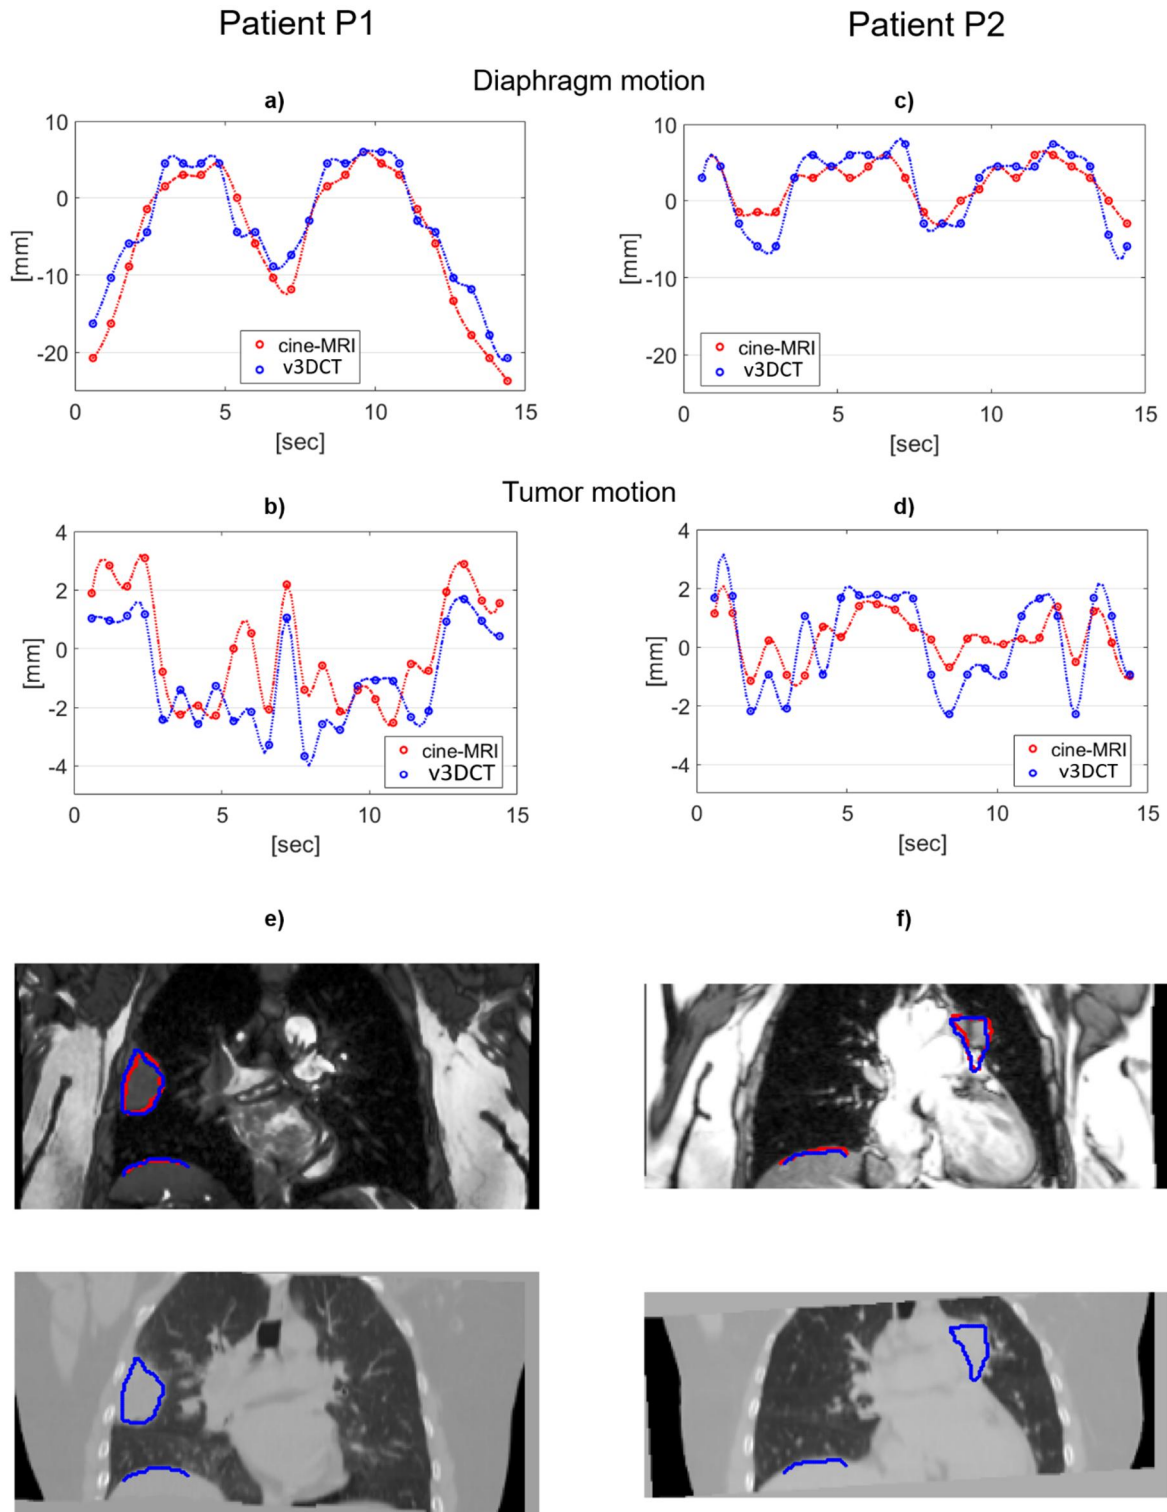 Patient P1
Patient P2
Diaphragm motion
a)
c)
10
0
-10
-20
[mm]
cine-MRI
v3DCT
0
5
10
15
[sec]
10
0
-10
-20
[mm]
cine-MRI
v3DCT
0
5
10
15
[sec]
Tumor motion
b)
d)
4
2
0
-2
-4
[mm]
cine-MRI
v3DCT
0
5
10
15
[sec]
4
2
0
-2
-4
[mm]
cine-MRI
v3DCT
0
5
10
15
[sec]
e)
f)